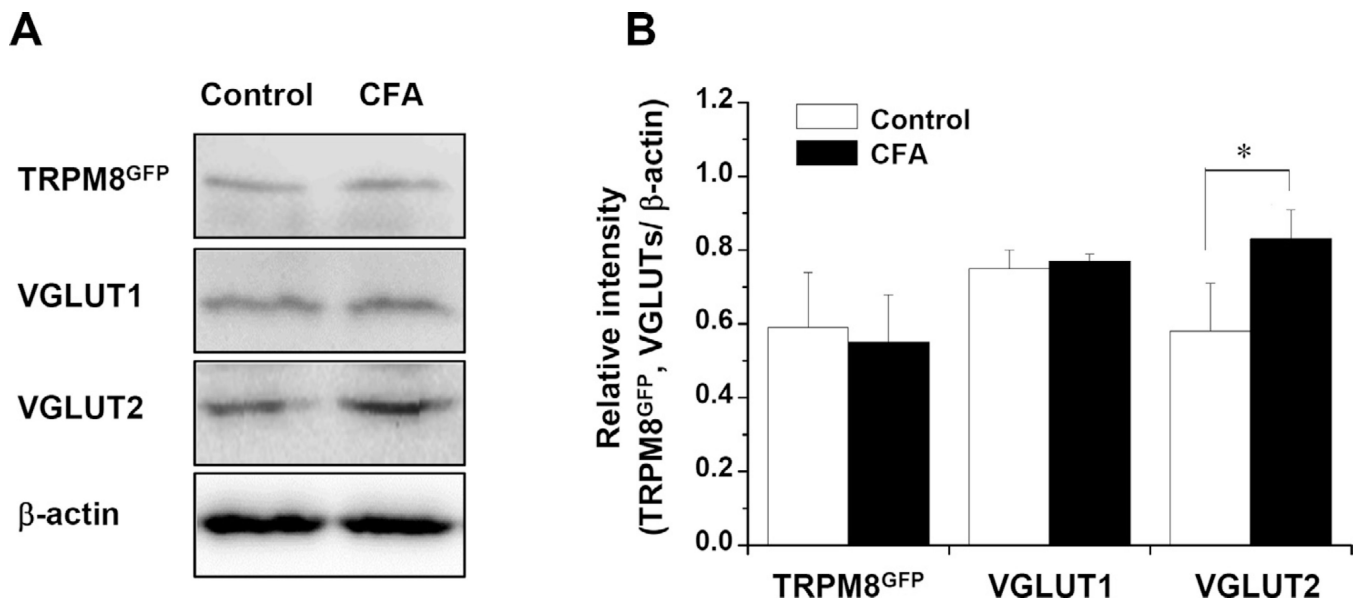 A
Control CFA
TRPM8GFP
VGLUT1
VGLUT2
β-actin
B
Relative intensity
(TRPM8GFP, VGLUTs/ β-actin)
1.2
1.0
0.8
0.6
0.4
0.2
0.0
Control
CFA
*
TRPM8GFP VGLUT1 VGLUT2